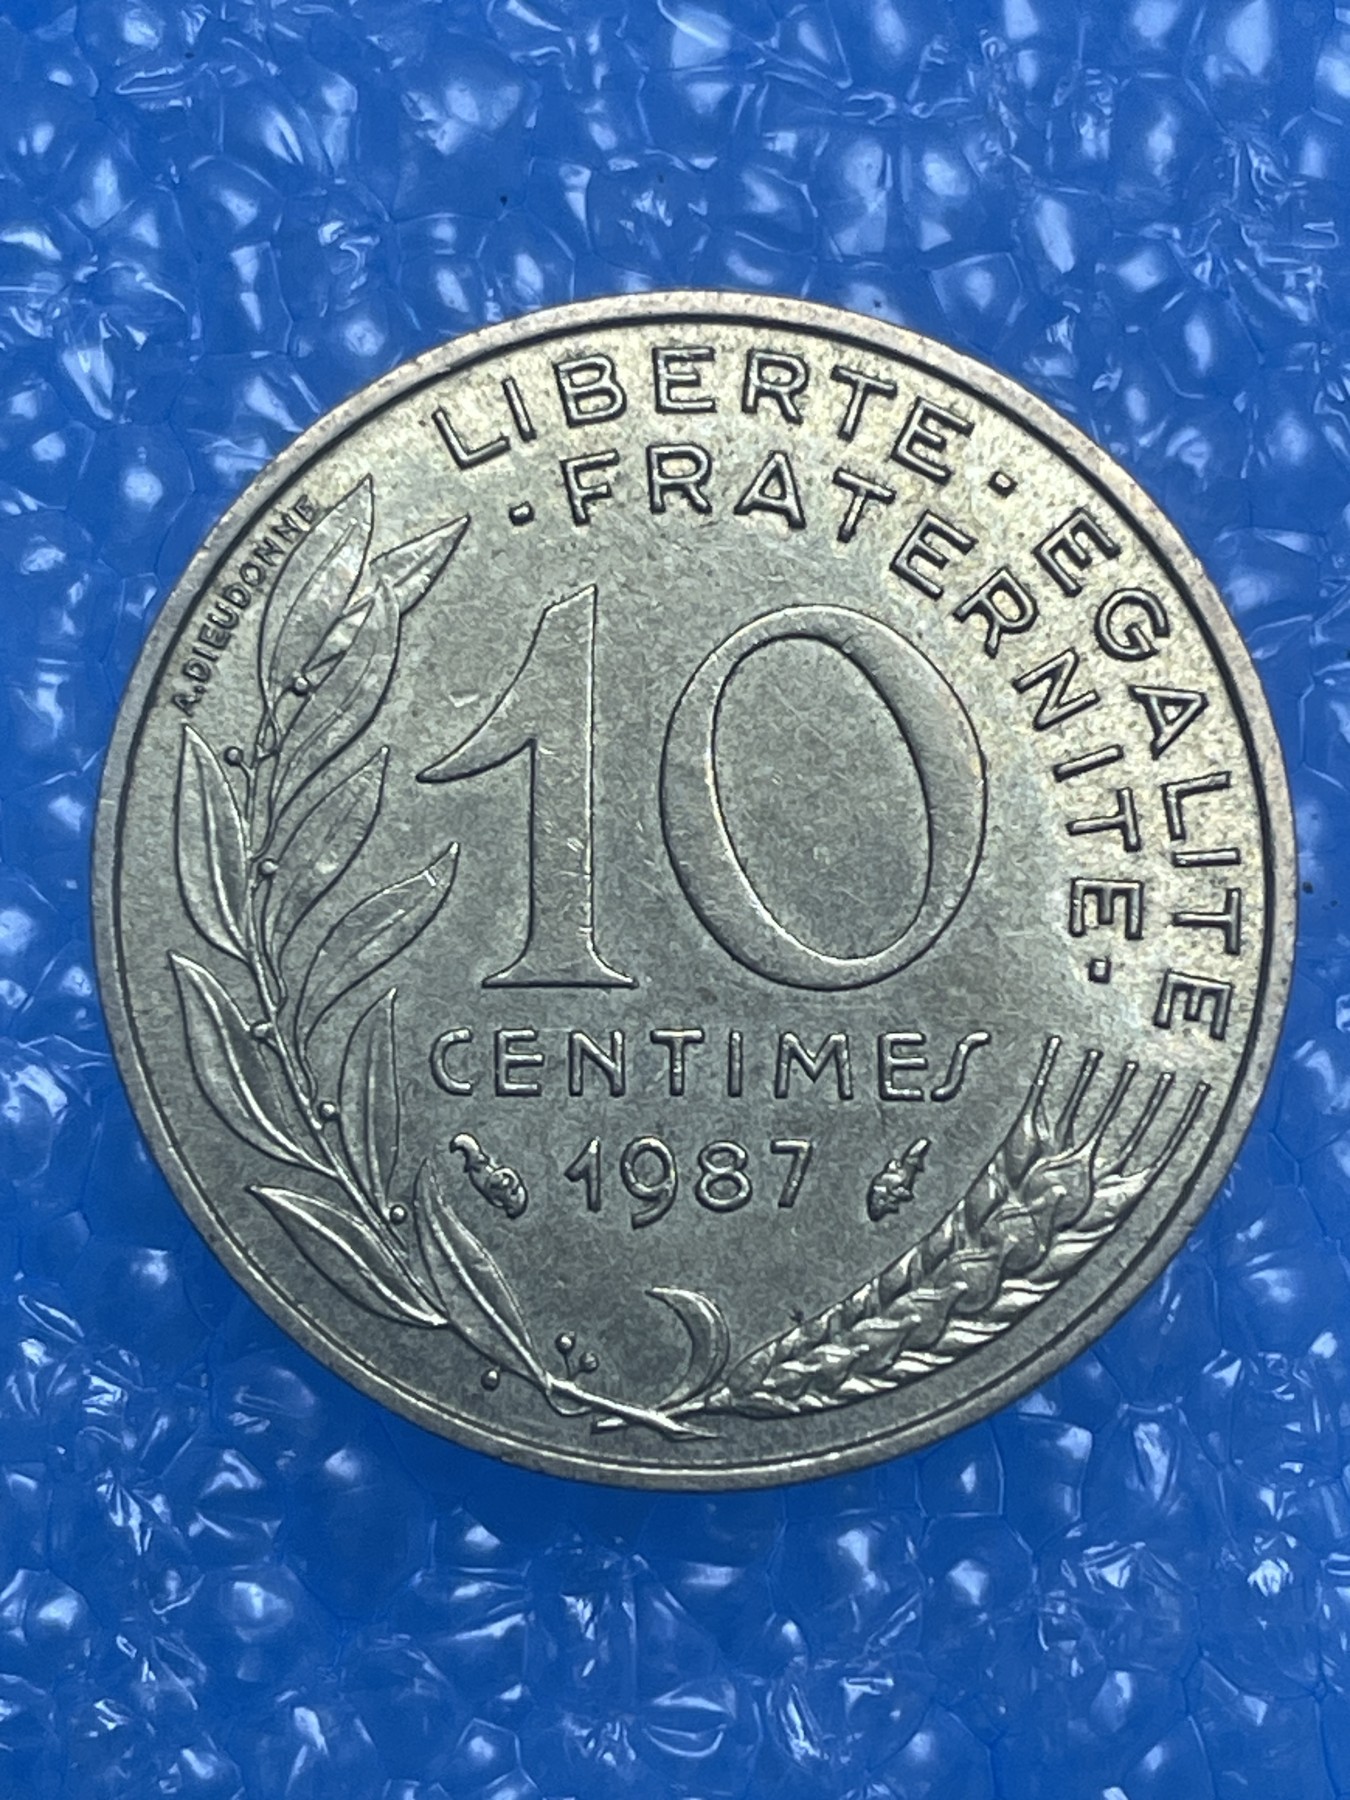 LIBERTE · EGALITE
· FRATERNITE ·
A.DIEUDONNE
10
CENTIMES
1987